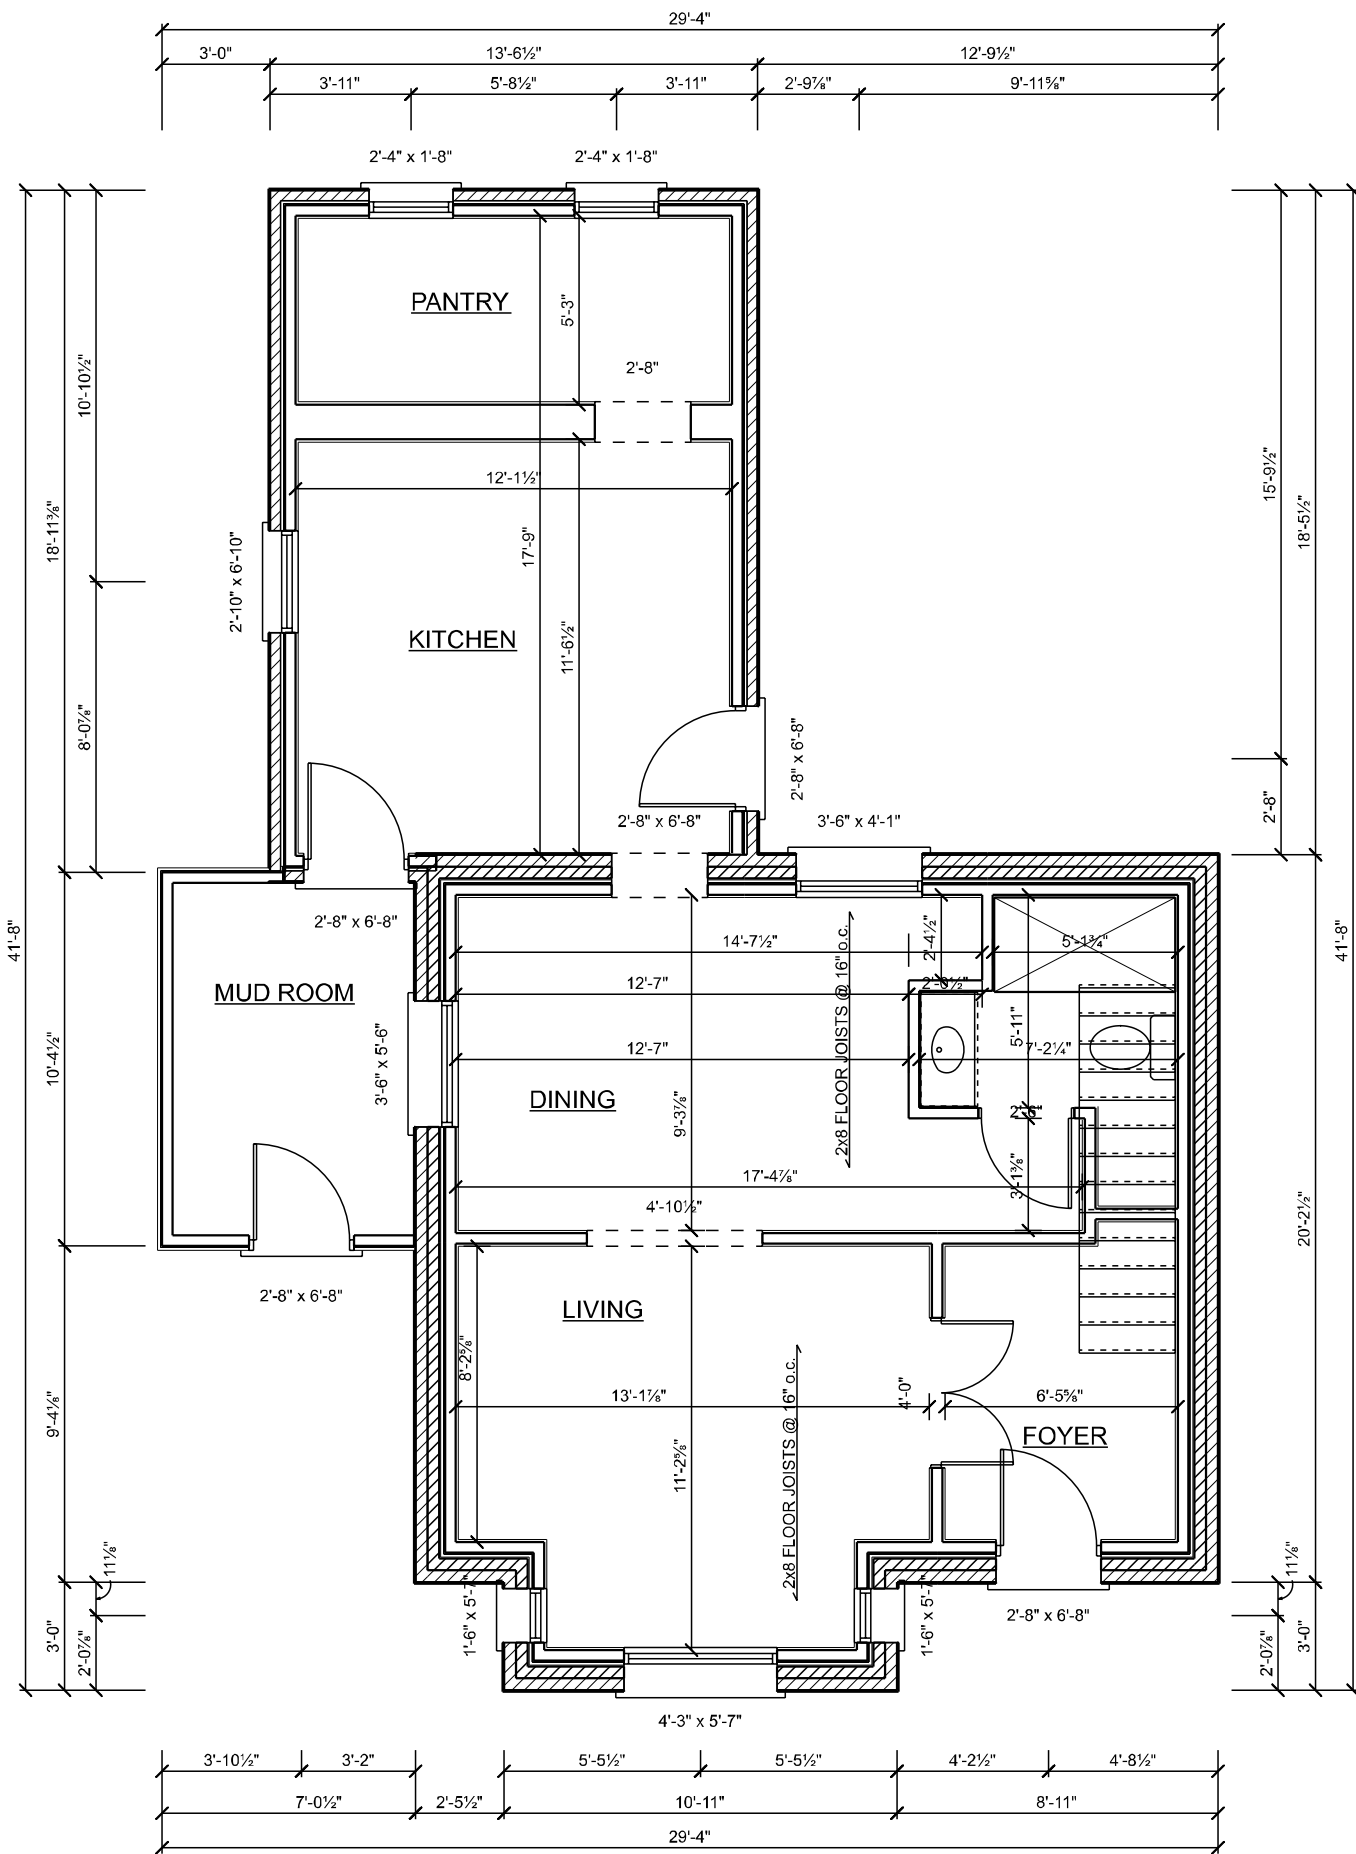 29'-4"
3'-0" 13'-6½" 12'-9½"
3'-11" 5'-8½" 3'-11" 2'-9⅞" 9'-11⅝"
2'-4" x 1'-8" 2'-4" x 1'-8"
PANTRY
5'-3"
2'-8"
10'-10½"
15'-9½"
12'-1½"
18'-11⅜"
17'-9"
18'-5½"
2'-10" x 6'-10"
KITCHEN
11'-6½"
8'-0⅞"
2'-8" x 6'-8"
2'-8"
2'-8" x 6'-8" 3'-6" x 4'-1"
2'-8" x 6'-8"
41'-8"
14'-7½" 2'-4½" 5'-1¾"
41'-8"
MUD ROOM
12'-7"
2x8 FLOOR JOISTS @ 16" o.c.
5'-11"
10'-4½"
3'-6" x 5'-6"
12'-7" 7'-2¼"
DINING
9'-3⅞"
2'-6"
3'-1⅜"
17'-4⅞"
4'-10½"
20'-2½"
2'-8" x 6'-8"
LIVING
8'-2⅝"
13'-1⅞" 4'-0" 6'-5⅝"
9'-4⅛"
11'-2⅝"
2x8 FLOOR JOISTS @ 16" o.c.
FOYER
11⅛" 11⅛"
3'-0" 2'-0⅞"
1'-6" x 5'-7" 1'-6" x 5'-7"
2'-8" x 6'-8"
2'-0⅞" 3'-0"
4'-3" x 5'-7"
3'-10½" 3'-2" 5'-5½" 5'-5½" 4'-2½" 4'-8½"
7'-0½" 2'-5½" 10'-11" 8'-11"
29'-4"